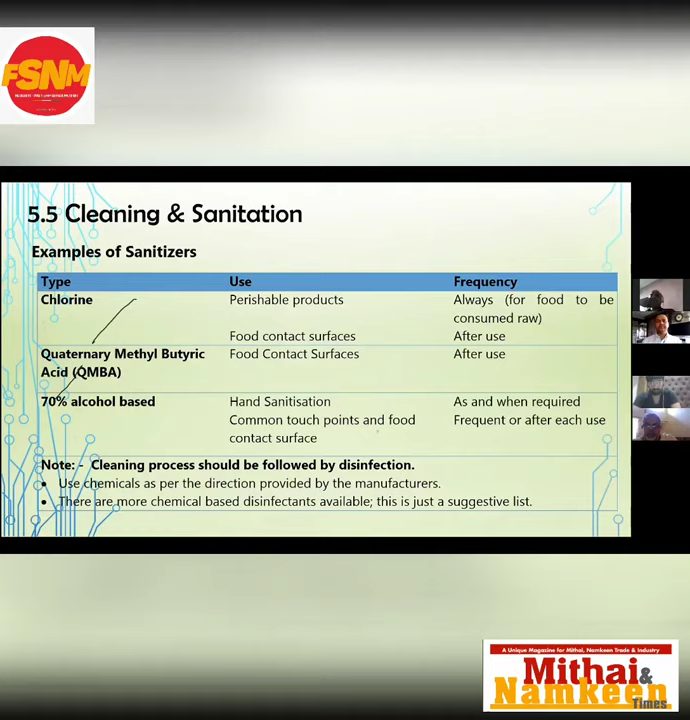 FSNM
5.5 Cleaning & Sanitation
Examples of Sanitizers
Type Use Frequency
Chlorine Perishable products Always (for food to be
consumed raw)
Food contact surfaces After use
Quaternary Methyl Butyric Food Contact Surfaces After use
Acid (QMBA)
70% alcohol based Hand Sanitisation As and when required
Common touch points and food Frequent or after each use
contact surface
Note: - Cleaning process should be followed by disinfection.
• Use chemicals as per the direction provided by the manufacturers.
• There are more chemical based disinfectants available; this is just a suggestive list.
A Unique Magazine for Mithai, Namkeen Trade & Industry
Mithai &
Namkeen
Times